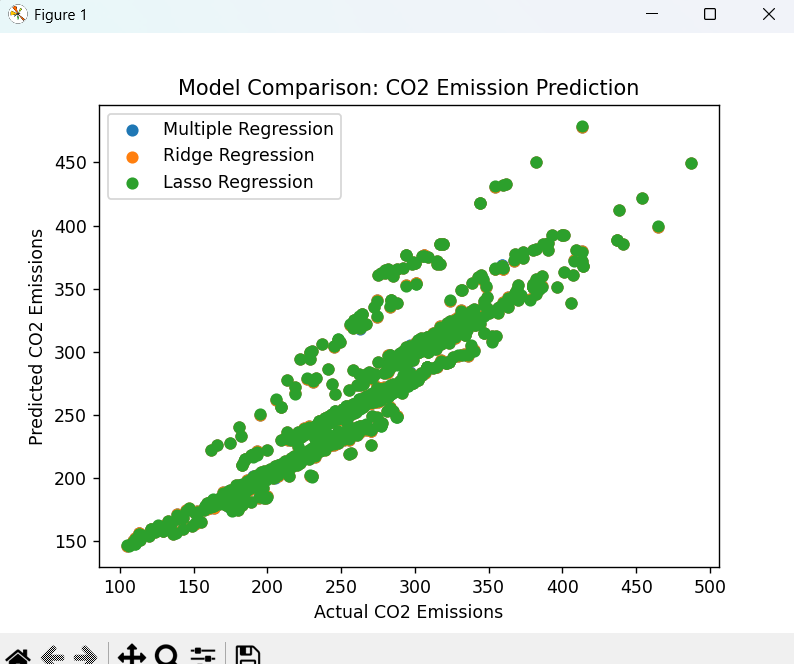 Figure 1
Model Comparison: CO2 Emission Prediction
Multiple Regression
Ridge Regression
Lasso Regression
450
400
350
300
250
200
150
Predicted CO2 Emissions
100 150 200 250 300 350 400 450 500
Actual CO2 Emissions